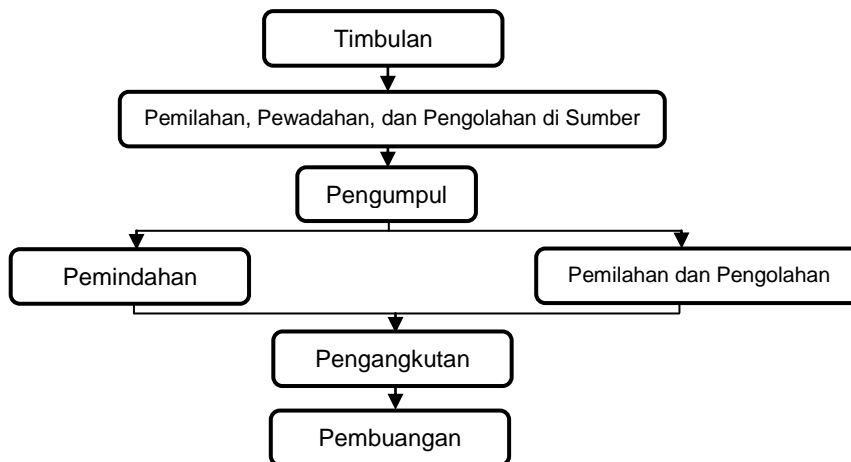 Timbulan
Pemilahan, Pewadahan, dan Pengolahan di Sumber
Pengumpul
Pemindahan
Pemilahan dan Pengolahan
Pengangkutan
Pembuangan